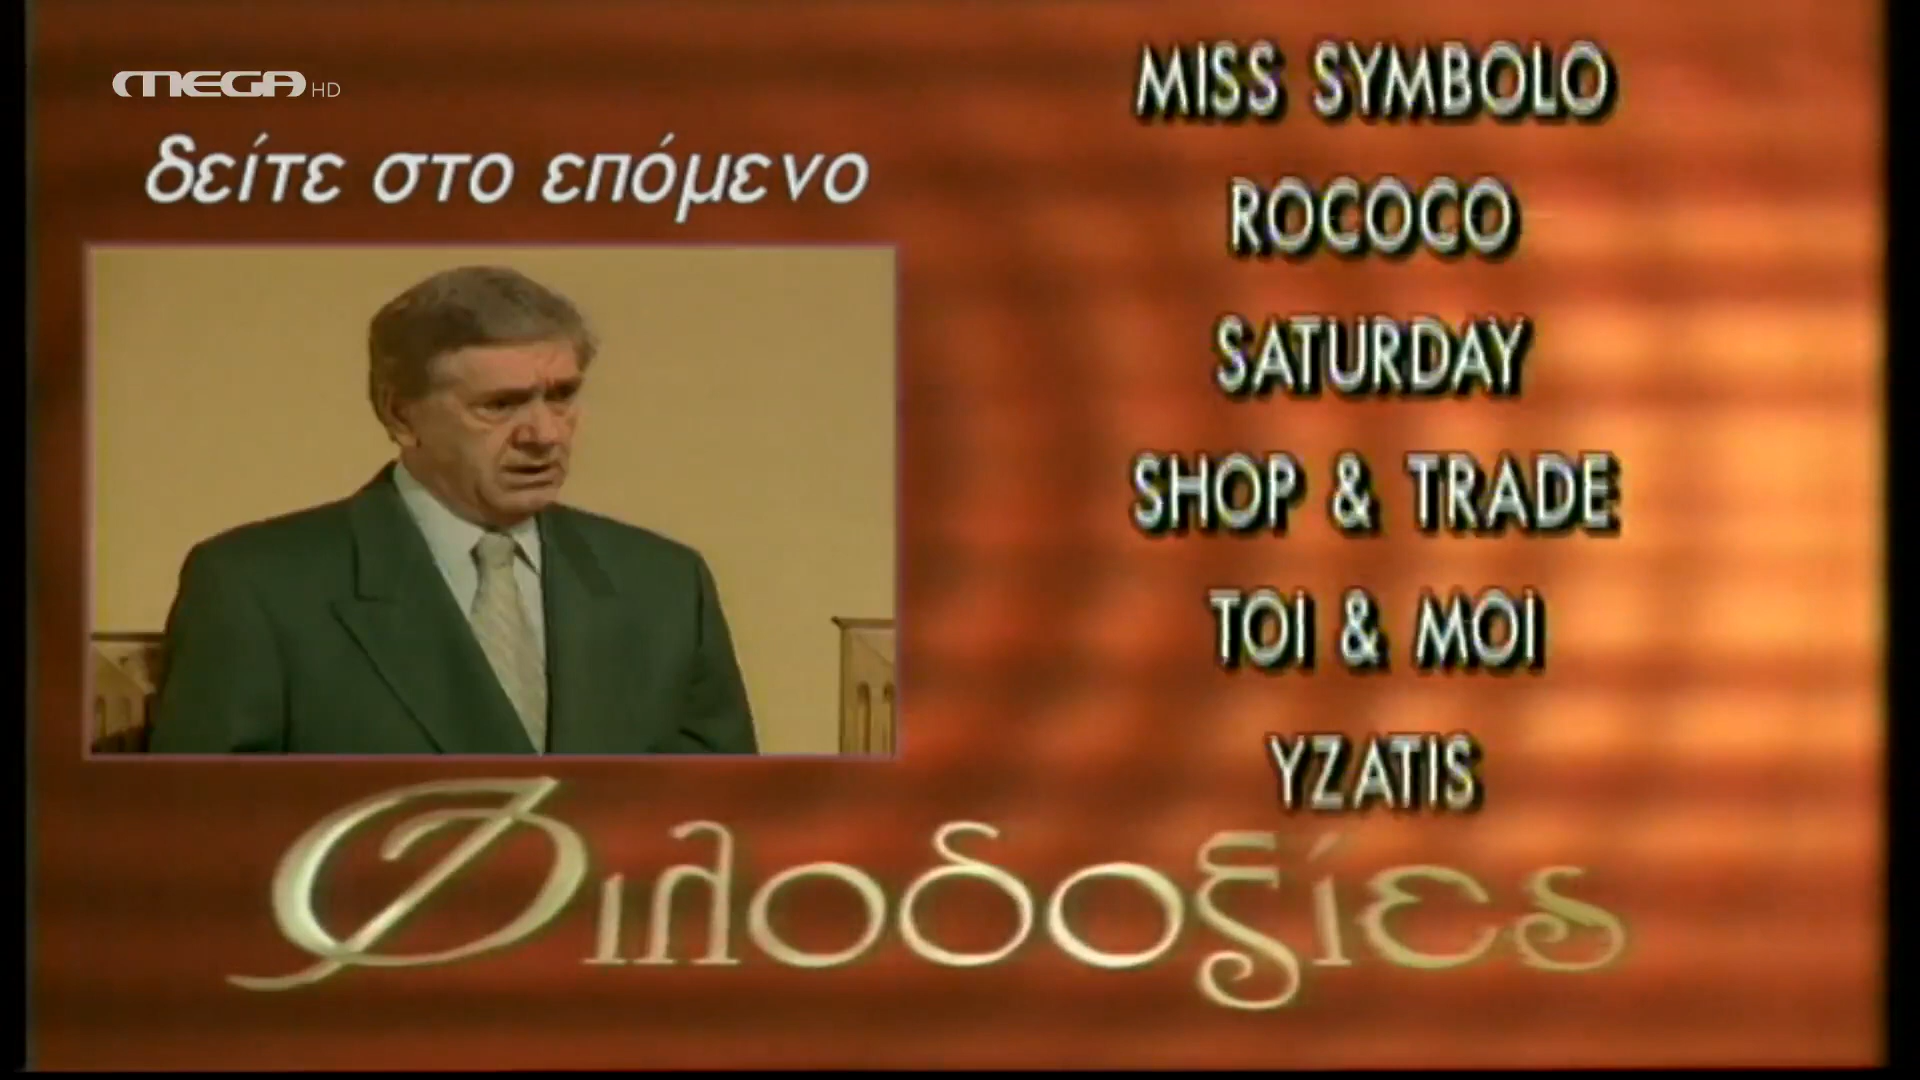 MEGA HD
δείτε στο επόμενο
MISS SYMBOLO
ROCOCO
SATURDAY
SHOP & TRADE
TOI & MOI
YZATIS
Φιλοδοξίες